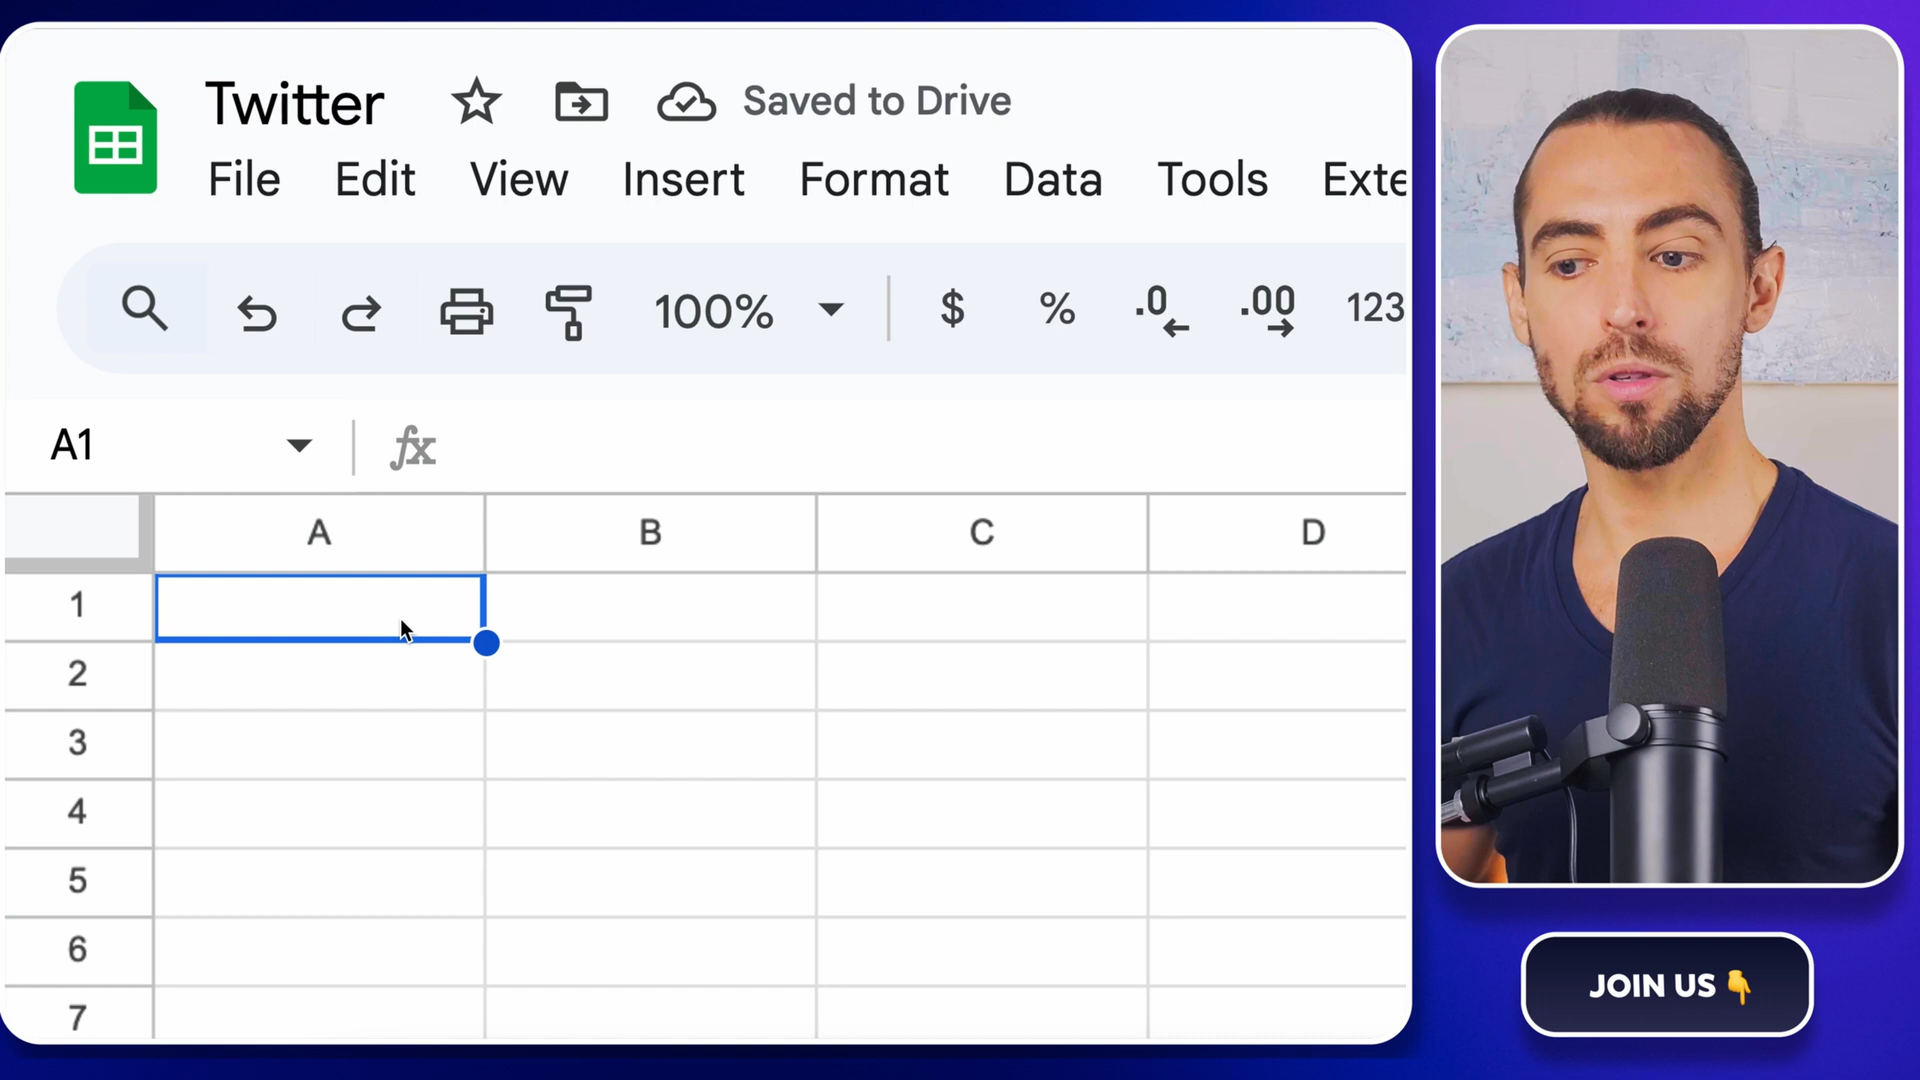 Twitter Saved to Drive
File Edit View Insert Format Data Tools Exte
100% $ % .0 .00 123
A1 fx
A B C D
1
2
3
4
5
6
7
JOIN US 👇